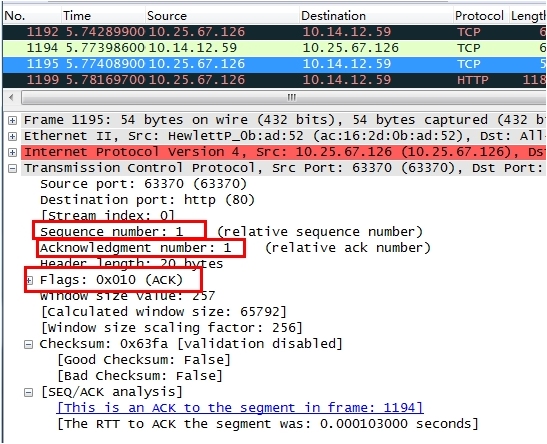 No. Time Source Destination Protocol Length
1192 5.74289900 10.25.67.126 10.14.12.59 TCP 6
1194 5.77398600 10.14.12.59 10.25.67.126 TCP 6
1195 5.77408900 10.25.67.126 10.14.12.59 TCP 5
1199 5.78169700 10.25.67.126 10.14.12.59 HTTP 118
Frame 1195: 54 bytes on wire (432 bits), 54 bytes captured (432 bi
Ethernet II, Src: HewlettP_0b:ad:52 (ac:16:2d:0b:ad:52), Dst: All-
Internet Protocol Version 4, Src: 10.25.67.126 (10.25.67.126), Dst
Transmission Control Protocol, Src Port: 63370 (63370), Dst Port:
Source port: 63370 (63370)
Destination port: http (80)
[Stream index: 0]
Sequence number: 1 (relative sequence number)
Acknowledgment number: 1 (relative ack number)
Header length: 20 bytes
Flags: 0x010 (ACK)
Window size value: 257
[Calculated window size: 65792]
[Window size scaling factor: 256]
Checksum: 0x63fa [validation disabled]
[Good Checksum: False]
[Bad Checksum: False]
[SEQ/ACK analysis]
[This is an ACK to the segment in frame: 1194]
[The RTT to ACK the segment was: 0.000103000 seconds]